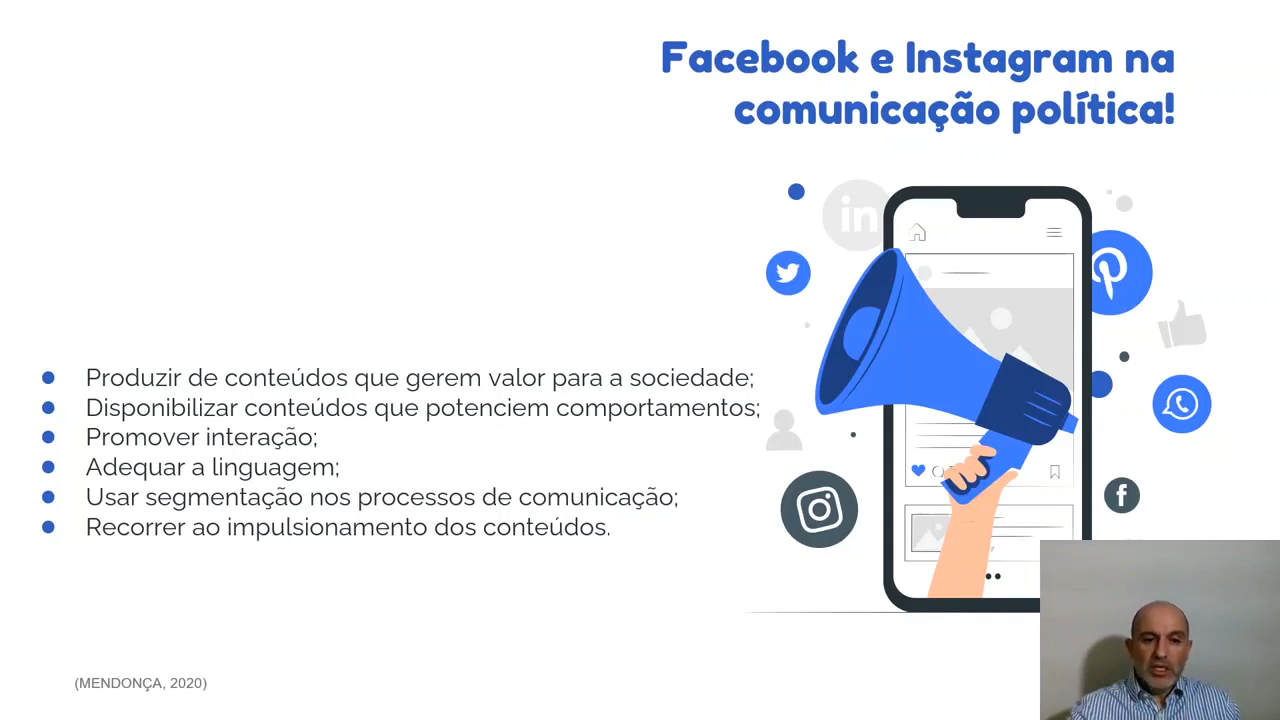 Facebook e Instagram na
comunicação política!
in
Produzir de conteúdos que gerem valor para a sociedade;
Disponibilizar conteúdos que potenciem comportamentos;
Promover interação;
Adequar a linguagem;
Usar segmentação nos processos de comunicação;
Recorrer ao impulsionamento dos conteúdos.
(MENDONÇA, 2020)